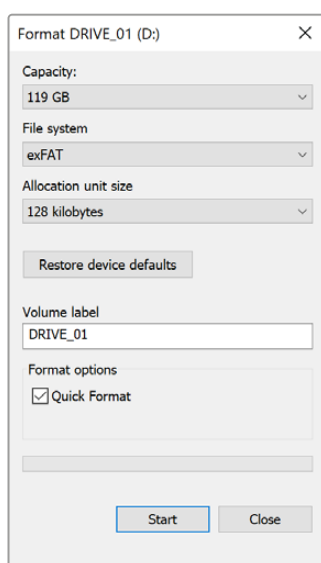 Format DRIVE_01 (D:)
Capacity:
119 GB
File system
exFAT
Allocation unit size
128 kilobytes
Restore device defaults
Volume label
DRIVE_01
Format options
Quick Format
Start Close